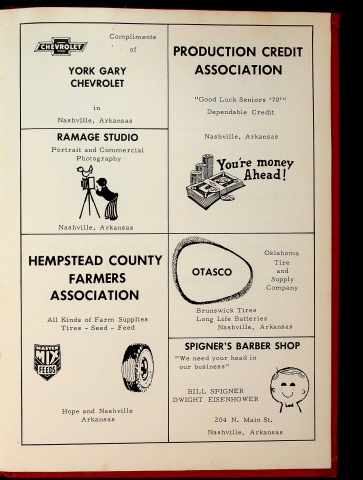 CHEVROLET
Compliments
of
YORK GARY
CHEVROLET
in
Nashville, Arkansas
RAMAGE STUDIO
Portrait and Commercial
Photography
Nashville, Arkansas
PRODUCTION CREDIT
ASSOCIATION
"Good Luck Seniors '70'"
Dependable Credit
Nashville, Arkansas
You're money
Ahead!
HEMPSTEAD COUNTY
FARMERS
ASSOCIATION
All Kinds of Farm Supplies
Tires - Seed - Feed
MASTER
MIX
FEEDS
Hope and Nashville
Arkansas
OTASCO
Oklahoma
Tire
and
Supply
Company
Brunswick Tires
Long Life Batteries
Nashville, Arkansas
SPIGNER'S BARBER SHOP
"We need your head in
our business"
BILL SPIGNER
DWIGHT EISENHOWER
204 N. Main St.
Nashville, Arkansas